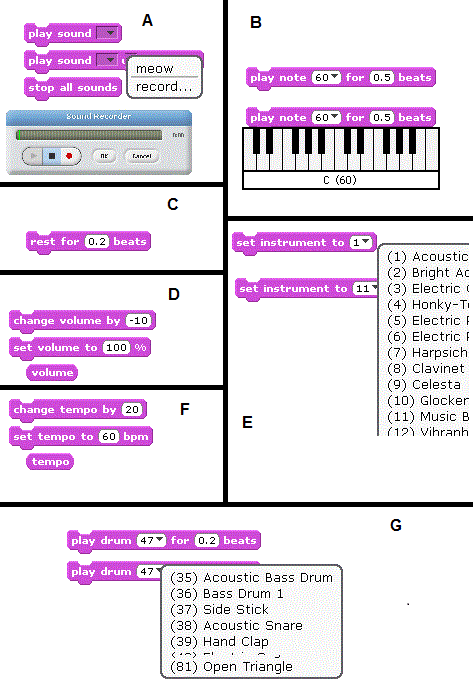 A
play sound
play sound
meow
stop all sounds
record...
Sound Recorder
OK
Cancel
B
play note 60 for 0.5 beats
play note 60 for 0.5 beats
C (60)
C
rest for 0.2 beats
D
change volume by -10
set volume to 100 %
volume
F
change tempo by 20
set tempo to 60 bpm
tempo
set instrument to 1
(1) Acoustic
(2) Bright Ac
set instrument to 11
(3) Electric
(4) Honky-T
(5) Electric
(6) Electric
(7) Harpsich
(8) Clavinet
(9) Celesta
(10) Glocken
(11) Music B
(12) Vibraph
E
G
play drum 47 for 0.2 beats
play drum 47
(35) Acoustic Bass Drum
(36) Bass Drum 1
(37) Side Stick
(38) Acoustic Snare
(39) Hand Clap
(81) Open Triangle